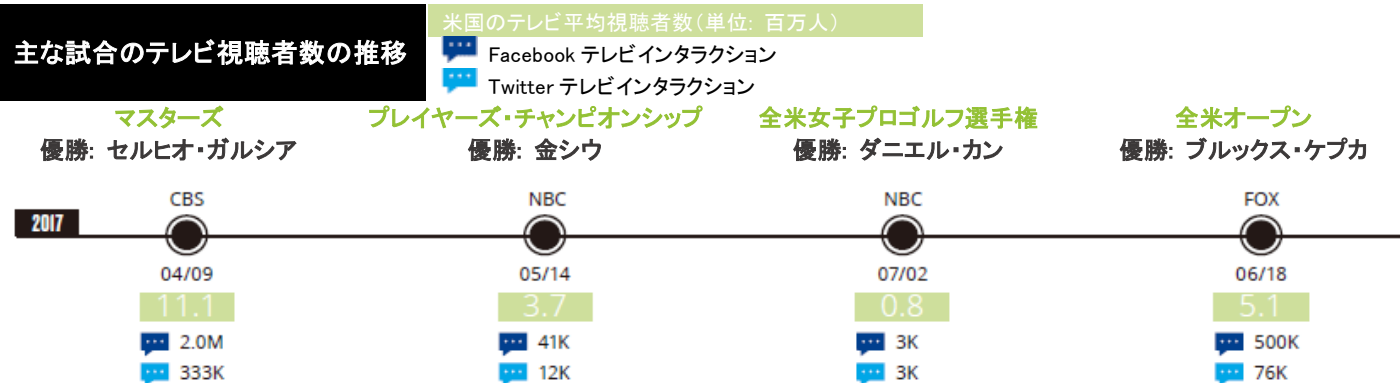 主な試合のテレビ視聴者数の推移
米国のテレビ平均視聴者数(単位: 百万人)
Facebook テレビインタラクション
Twitter テレビインタラクション
マスターズ
優勝: セルヒオ・ガルシア
プレイヤーズ・チャンピオンシップ
優勝: 金シウ
全米女子プロゴルフ選手権
優勝: ダニエル・カン
全米オープン
優勝: ブルックス・ケプカ
2017
CBS
04/09
11.1
2.0M
333K
NBC
05/14
3.7
41K
12K
NBC
07/02
0.8
3K
3K
FOX
06/18
5.1
500K
76K